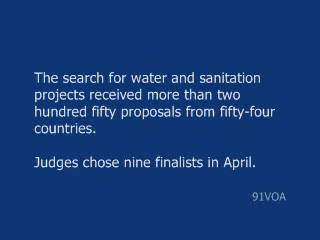 The search for water and sanitation
projects received more than two
hundred fifty proposals from fifty-four
countries.
Judges chose nine finalists in April.
91VOA